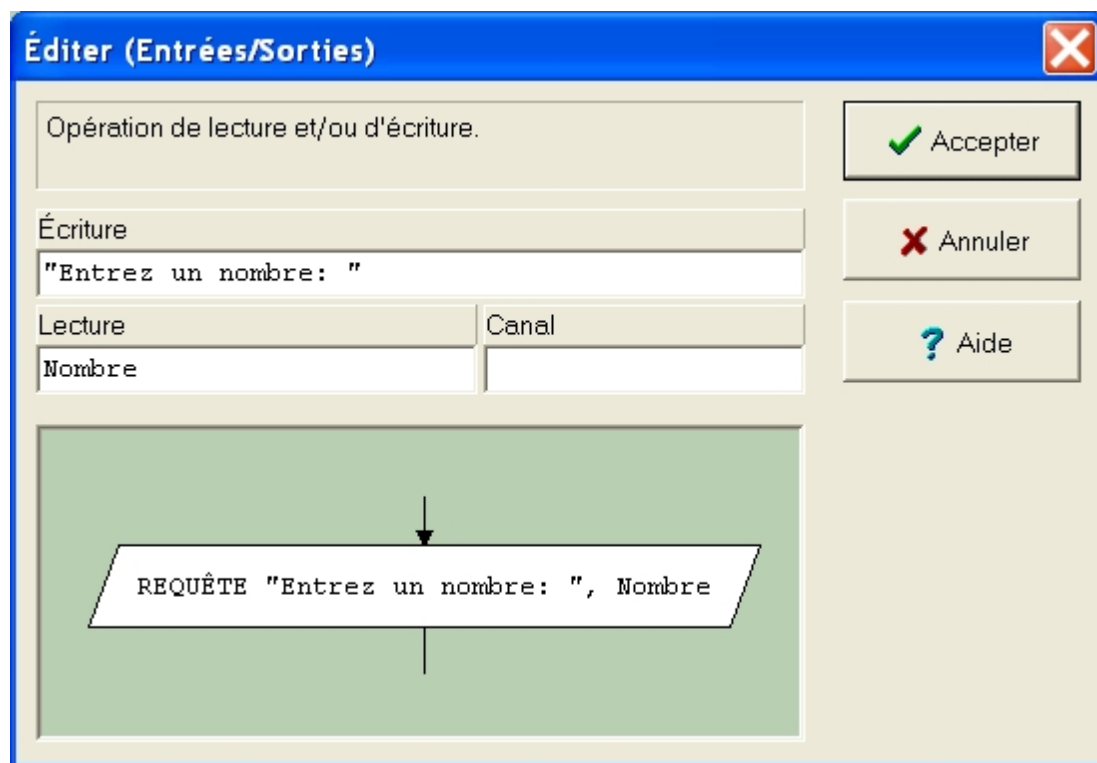 Éditer (Entrées/Sorties)
Opération de lecture et/ou d'écriture.
Accepter
Écriture
Annuler
"Entrez un nombre: "
Lecture
Canal
Aide
Nombre
REQUÊTE "Entrez un nombre: ", Nombre